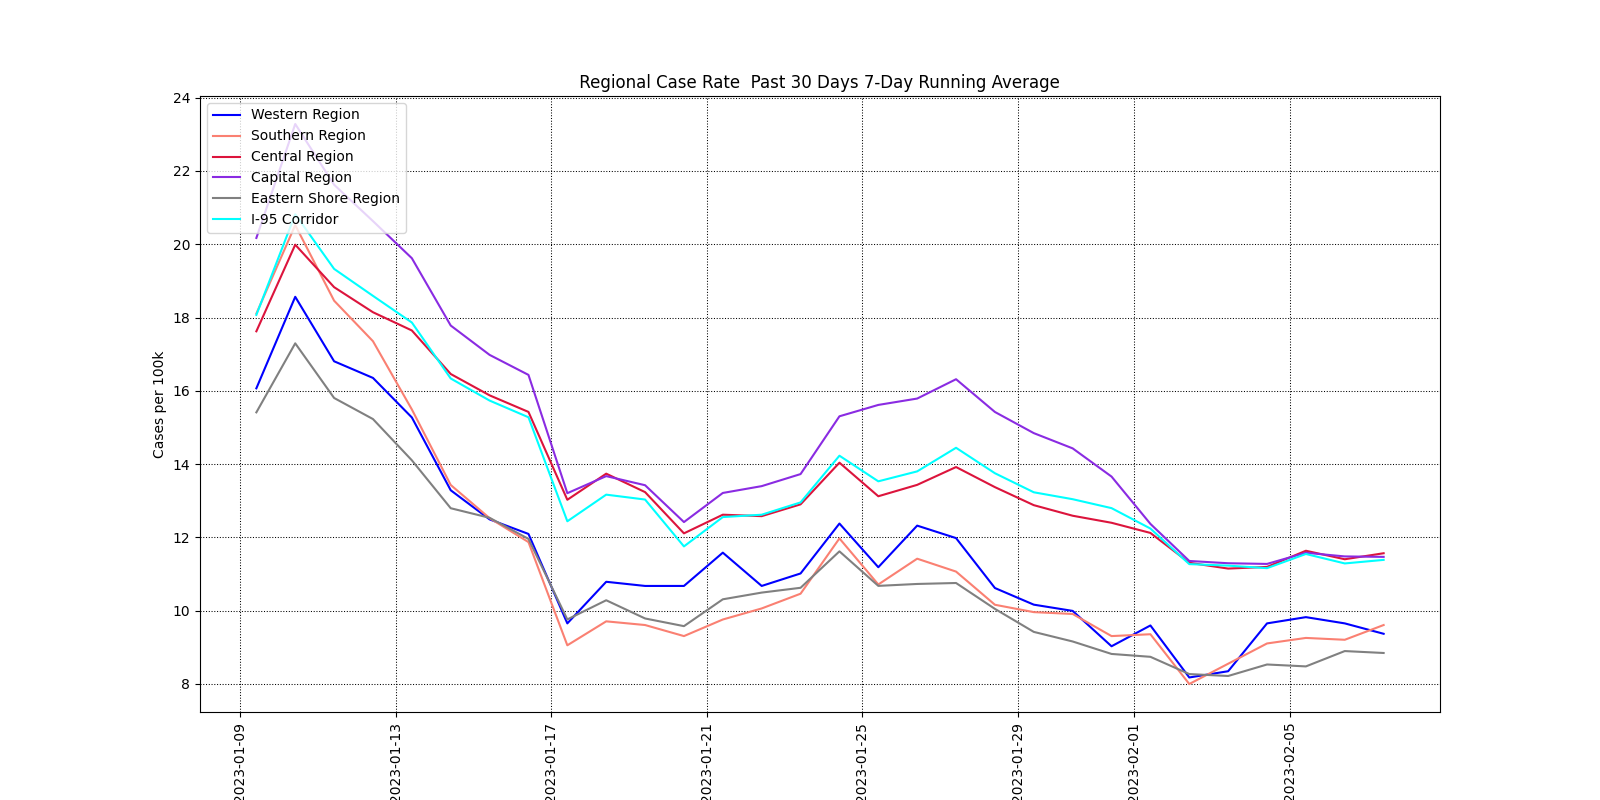 Regional Case Rate  Past 30 Days 7-Day Running Average
Cases per 100k
24
22
20
18
16
14
12
10
8
Western Region
Southern Region
Central Region
Capital Region
Eastern Shore Region
I-95 Corridor
2023-01-09
2023-01-13
2023-01-17
2023-01-21
2023-01-25
2023-01-29
2023-02-01
2023-02-05